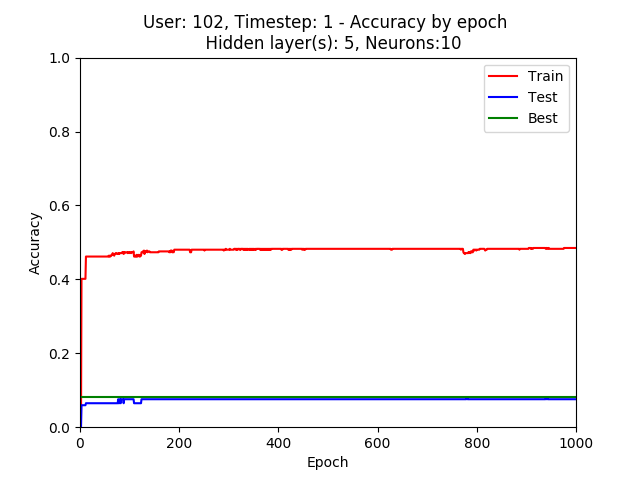 User: 102, Timestep: 1 - Accuracy by epoch
Hidden layer(s): 5, Neurons:10
1.0
0.8
0.6
0.4
0.2
0.0
Accuracy
Train
Test
Best
0 200 400 600 800 1000
Epoch